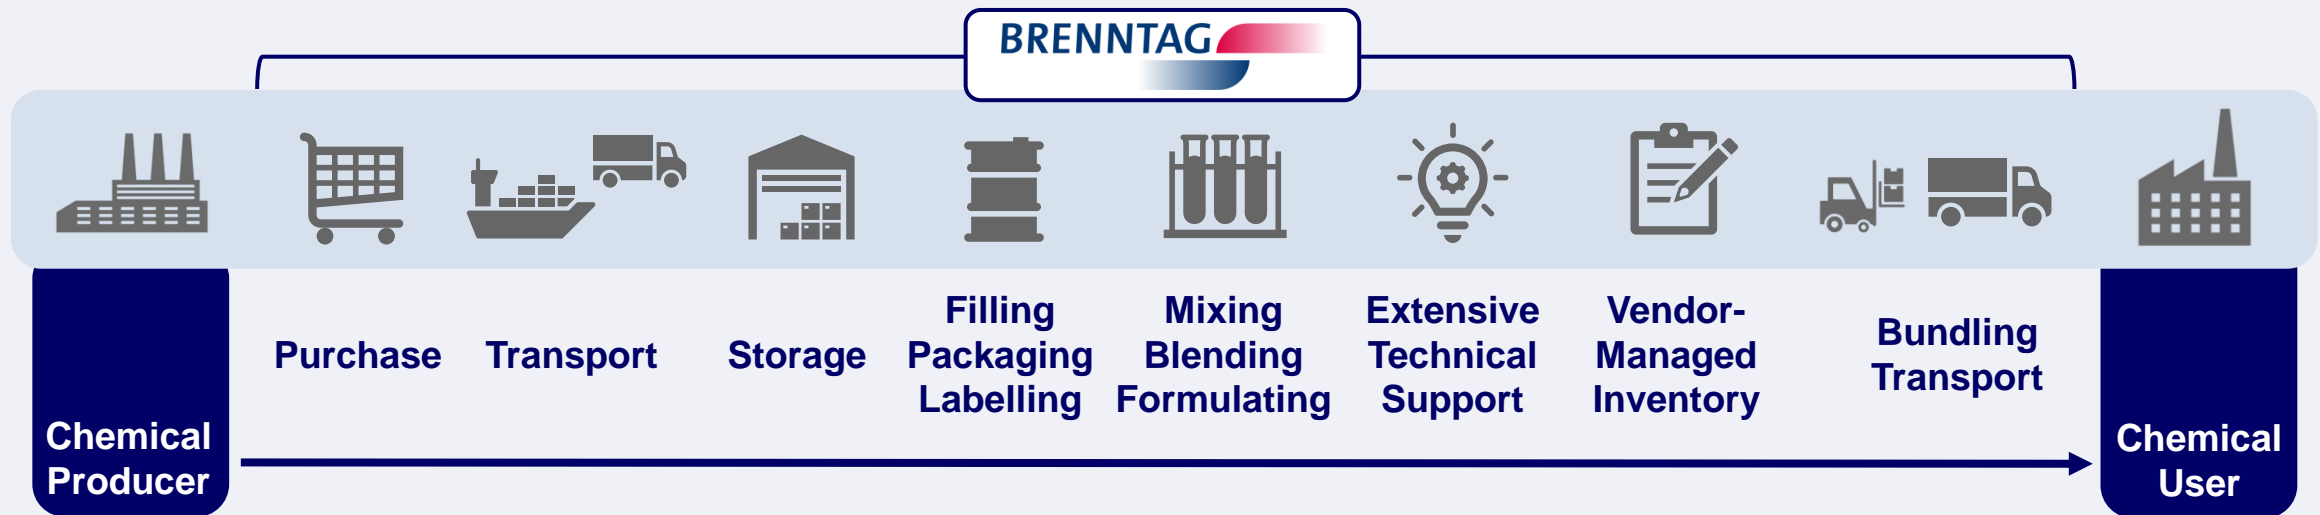 BRENNTAG
Chemical
Producer
Purchase
Transport
Storage
Filling
Packaging
Labelling
Mixing
Blending
Formulating
Extensive
Technical
Support
Vendor-
Managed
Inventory
Bundling
Transport
Chemical
User